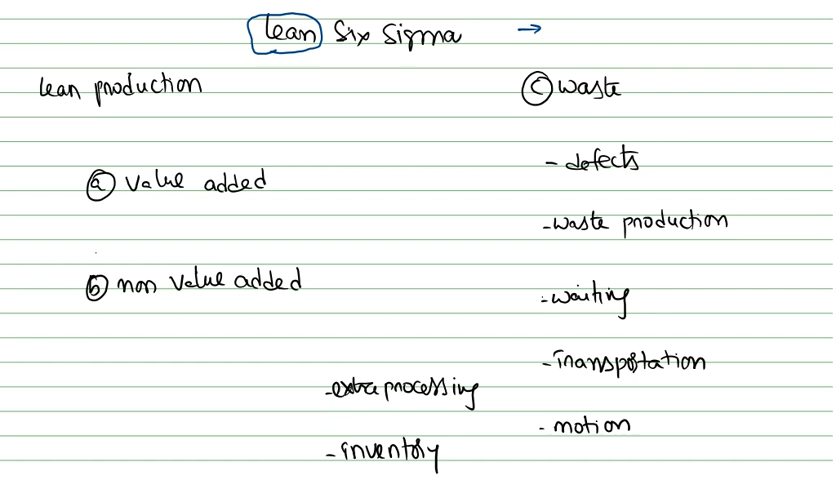 lean six sigma →
lean production
ⓐ value added
ⓑ non value added
ⓒ waste
- defects
- waste production
- waiting
- Transportation
- motion
- extra processing
- inventory